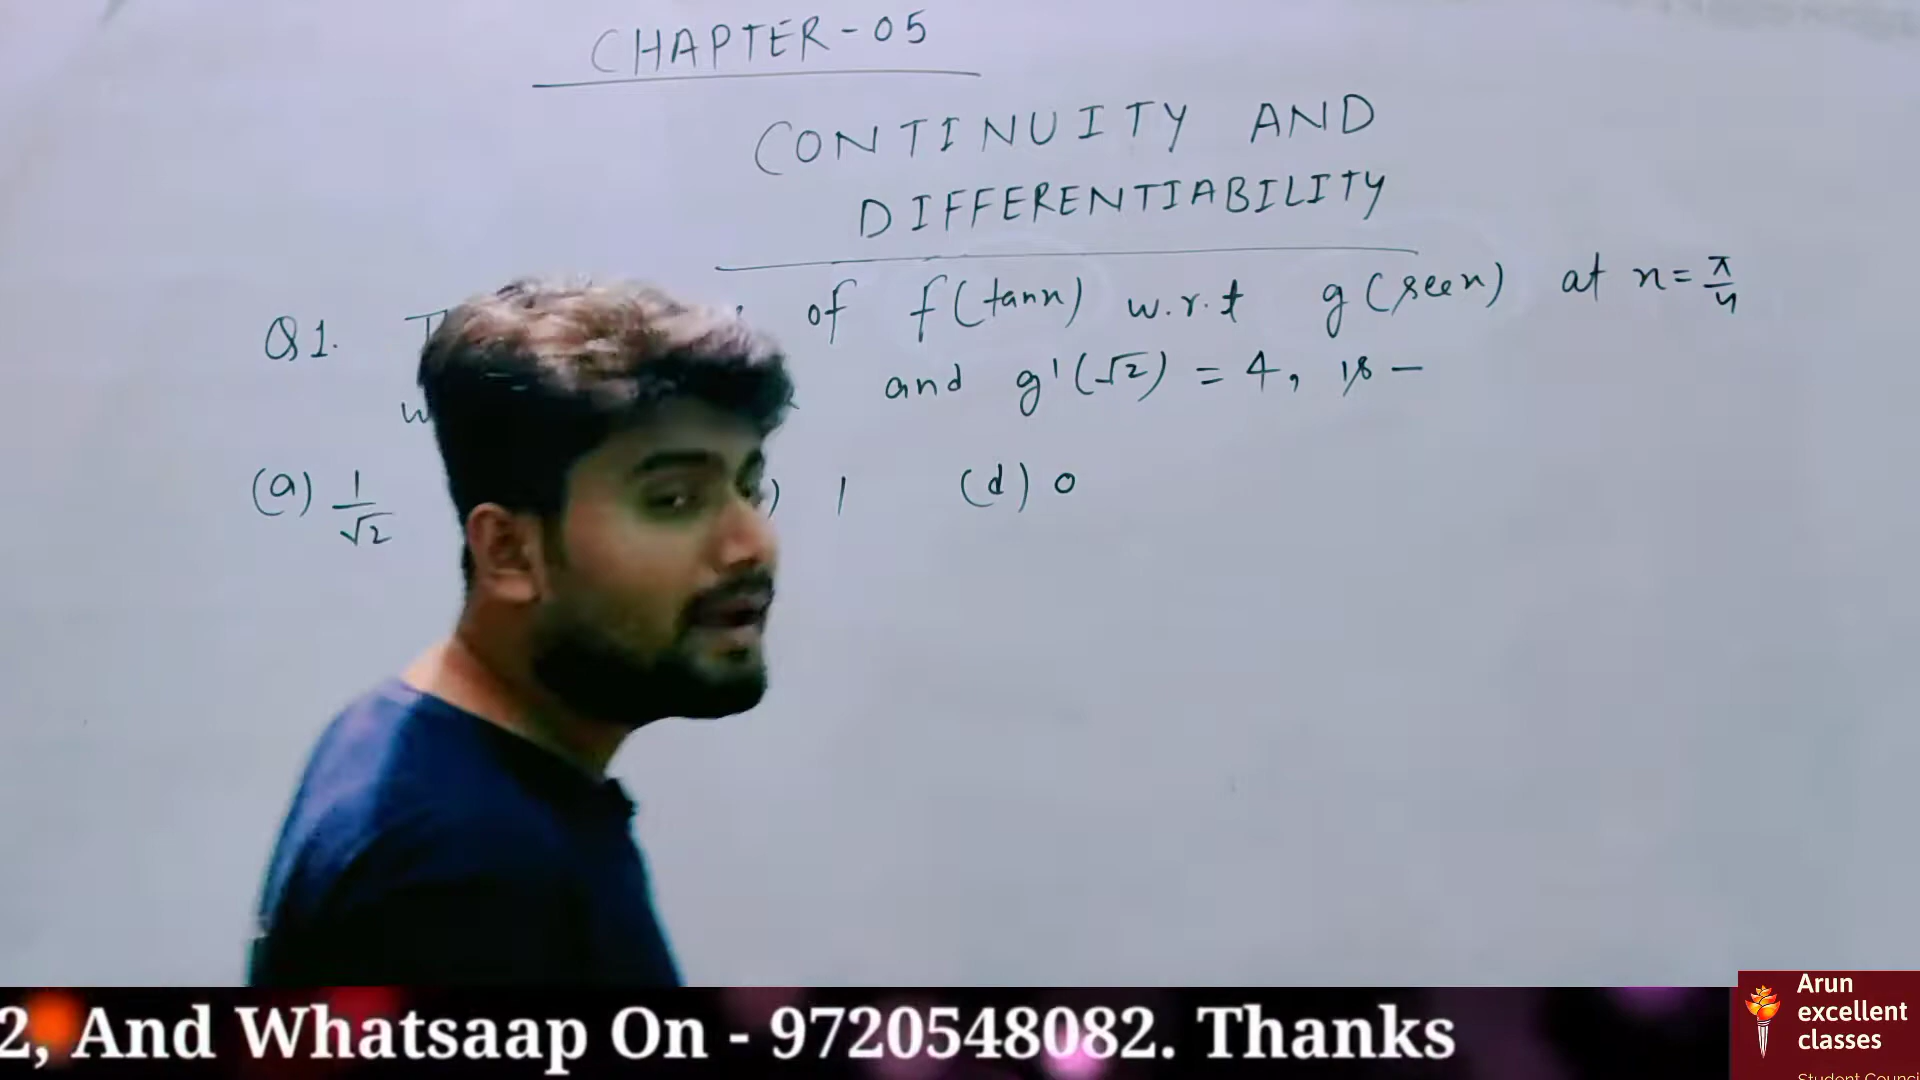 CHAPTER-05
CONTINUITY AND
DIFFERENTIABILITY
Q1. of f(tanx) w.r.t g(secx) at x=π/4
and g'(√2) = 4, is —
(a) 1/√2 ) 1 (d) 0
2, And Whatsaap On - 9720548082. Thanks
Arun
excellent
classes